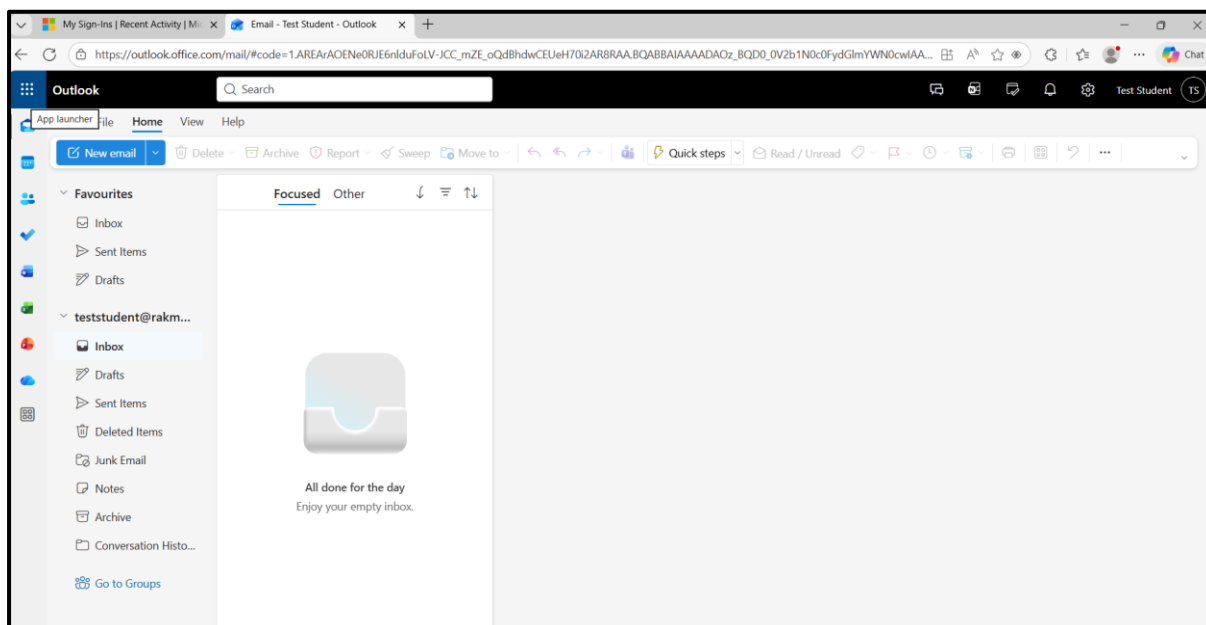 My Sign-Ins | Recent Activity | Mic
Email - Test Student - Outlook
https://outlook.office.com/mail/#code=1.AREArAOENe0RJE6nlduFoLV-JCC_mZE_oQdBhdwCEUeH70i2AR8RAA.BQABBAIAAAADAOz_BQD0_0V2b1N0c0FydGlmYWN0cwIAA...
Chat
Outlook
Search
Test Student
TS
App launcher
File Home View Help
New email
Delete
Archive
Report
Sweep
Move to
Quick steps
Read / Unread
Favourites
Inbox
Sent Items
Drafts
teststudent@rakm...
Inbox
Drafts
Sent Items
Deleted Items
Junk Email
Notes
Archive
Conversation Histo...
Go to Groups
Focused Other
All done for the day
Enjoy your empty inbox.